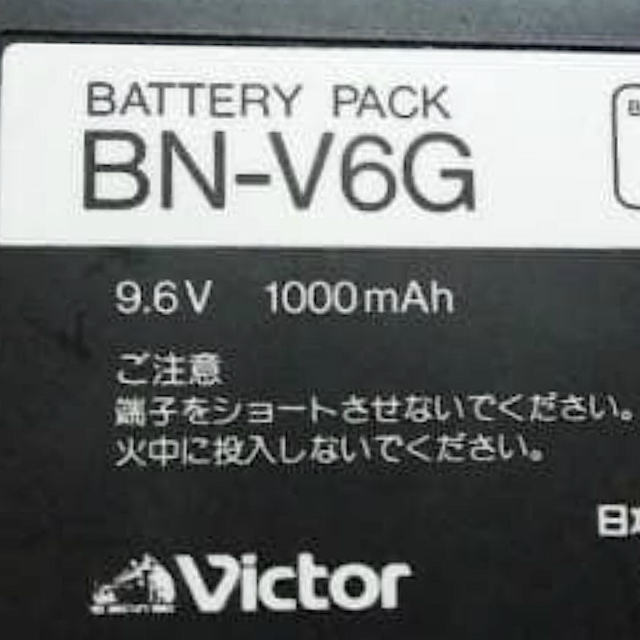 BATTERY PACK
BN-V6G
9.6V 1000mAh
ご注意
端子をショートさせないでください。
火中に投入しないでください。
日
Victor